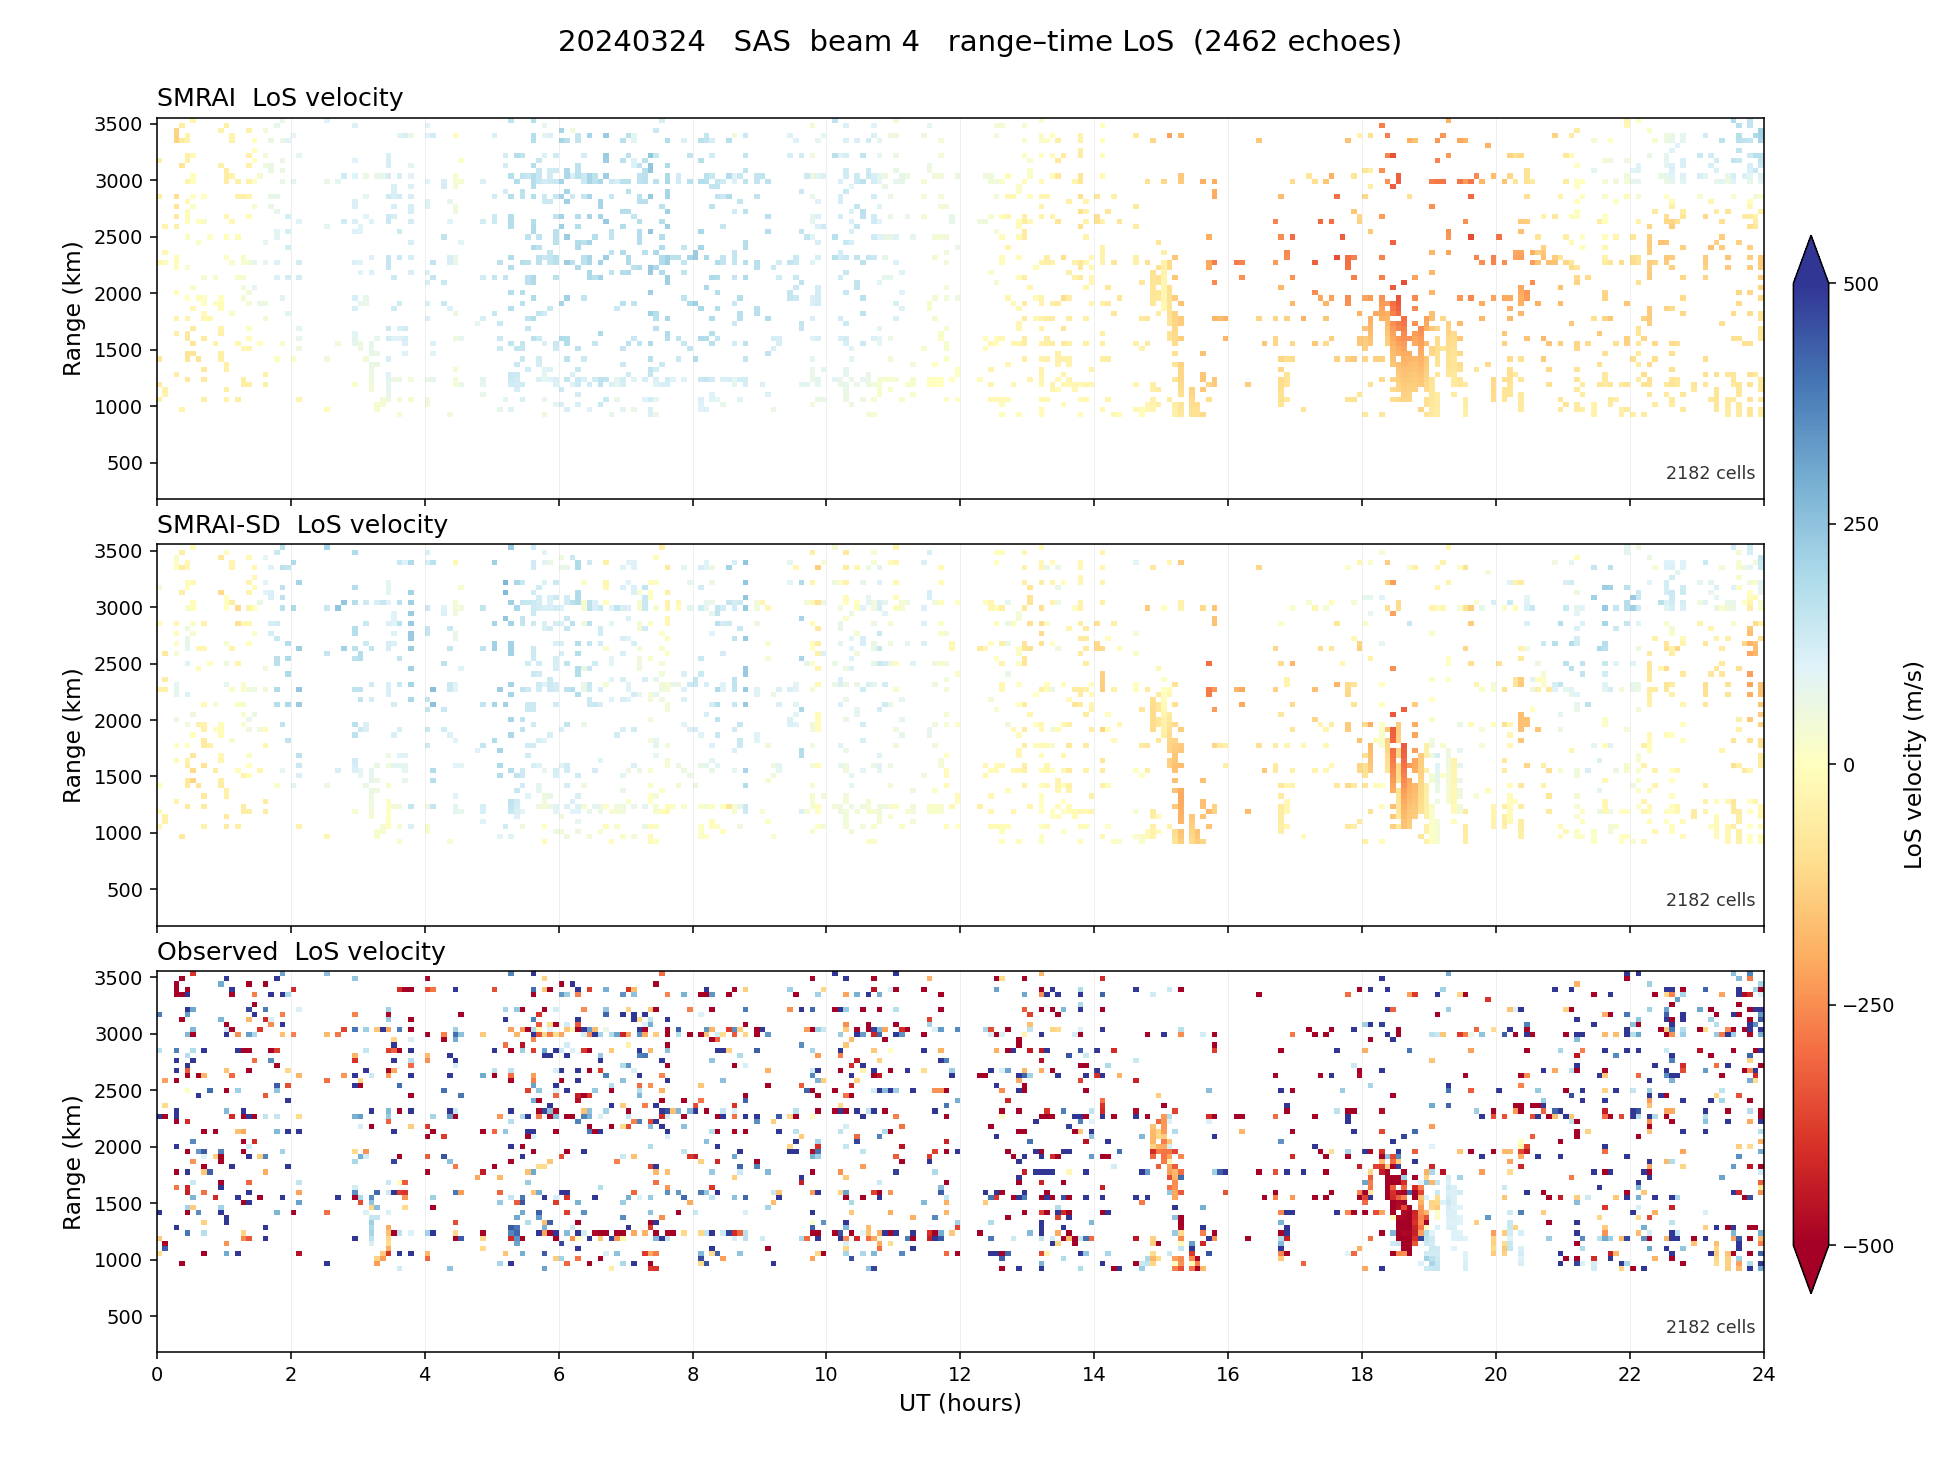 20240324 SAS beam 4 range–time LoS (2462 echoes)
SMRAI LoS velocity
3500
3000
2500
2000
1500
1000
500
Range (km)
2182 cells
SMRAI-SD LoS velocity
3500
3000
2500
2000
1500
1000
500
Range (km)
2182 cells
Observed LoS velocity
3500
3000
2500
2000
1500
1000
500
Range (km)
2182 cells
0 2 4 6 8 10 12 14 16 18 20 22 24
UT (hours)
500
250
0
−250
−500
LoS velocity (m/s)